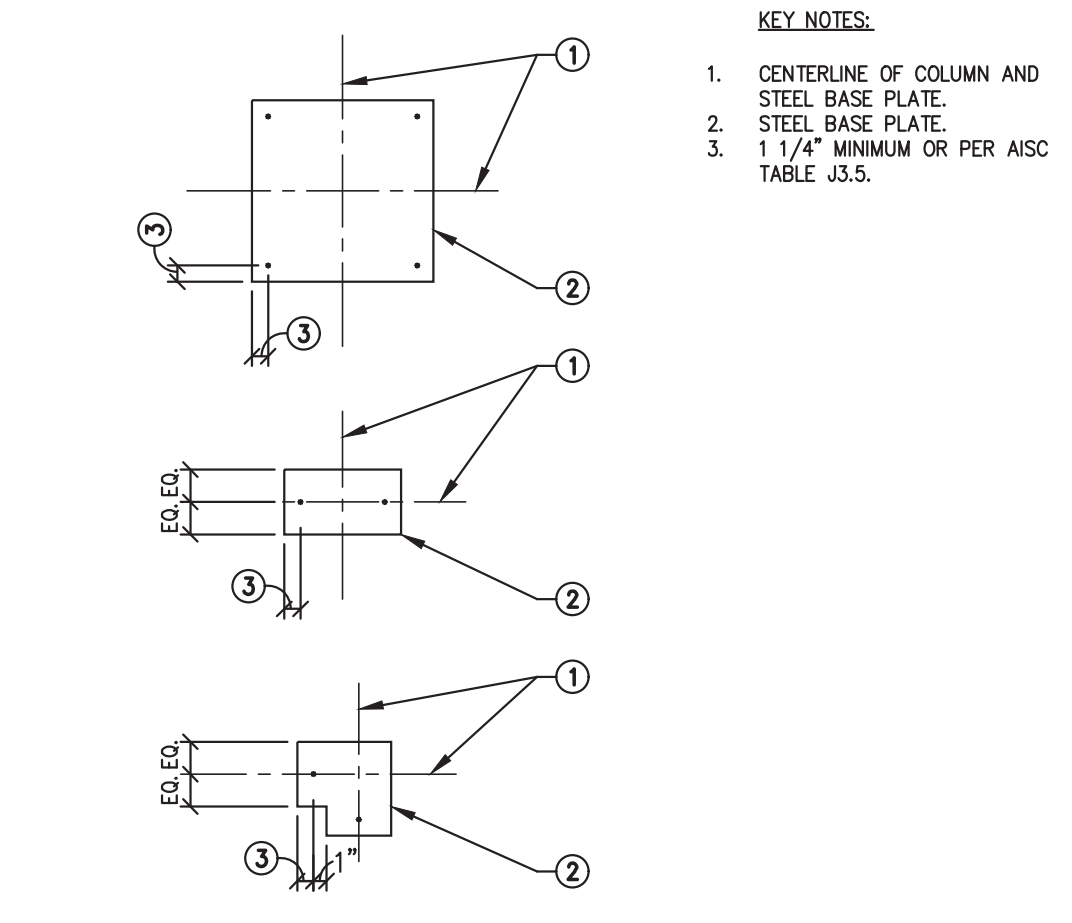 KEY NOTES:
1. CENTERLINE OF COLUMN AND
STEEL BASE PLATE.
2. STEEL BASE PLATE.
3. 1 1/4" MINIMUM OR PER AISC
TABLE J3.5.
1
3
2
3
1
EQ. EQ.
3
2
1
EQ. EQ.
3
1"
2